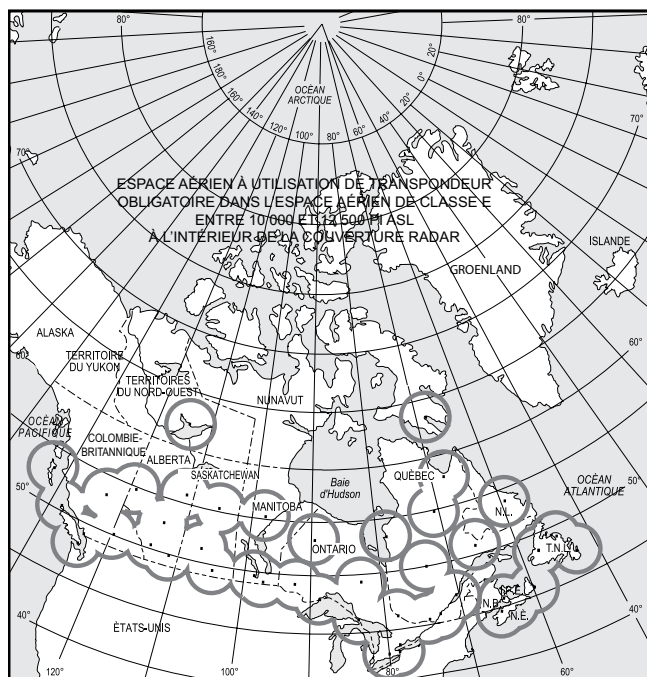 80°
80°
160°
160°
180°
160°
140°
120°
100°
80°
60°
40°
20°
0°
20°
OCÉAN
ARCTIQUE
70°
70°
ESPACE AÉRIEN À UTILISATION DE TRANSPONDEUR
OBLIGATOIRE DANS L'ESPACE AÉRIEN DE CLASSE E
ENTRE 10 000 ET 12 500 PI ASL
À L'INTÉRIEUR DE LA COUVERTURE RADAR
GROENLAND
ISLANDE
ALASKA
60°
60°
TERRITOIRE
DU YUKON
TERRITOIRES
DU NORD-OUEST
NUNAVUT
OCÉAN
PACIFIQUE
COLOMBIE-
BRITANNIQUE
ALBERTA
SASKATCHEWAN
MANITOBA
Baie
d'Hudson
QUÉBEC
OCÉAN
ATLANTIQUE
50°
50°
ONTARIO
N.L.
T.N.
N.B.
N.É.
40°
40°
ÉTATS-UNIS
120°
100°
80°
80°
60°